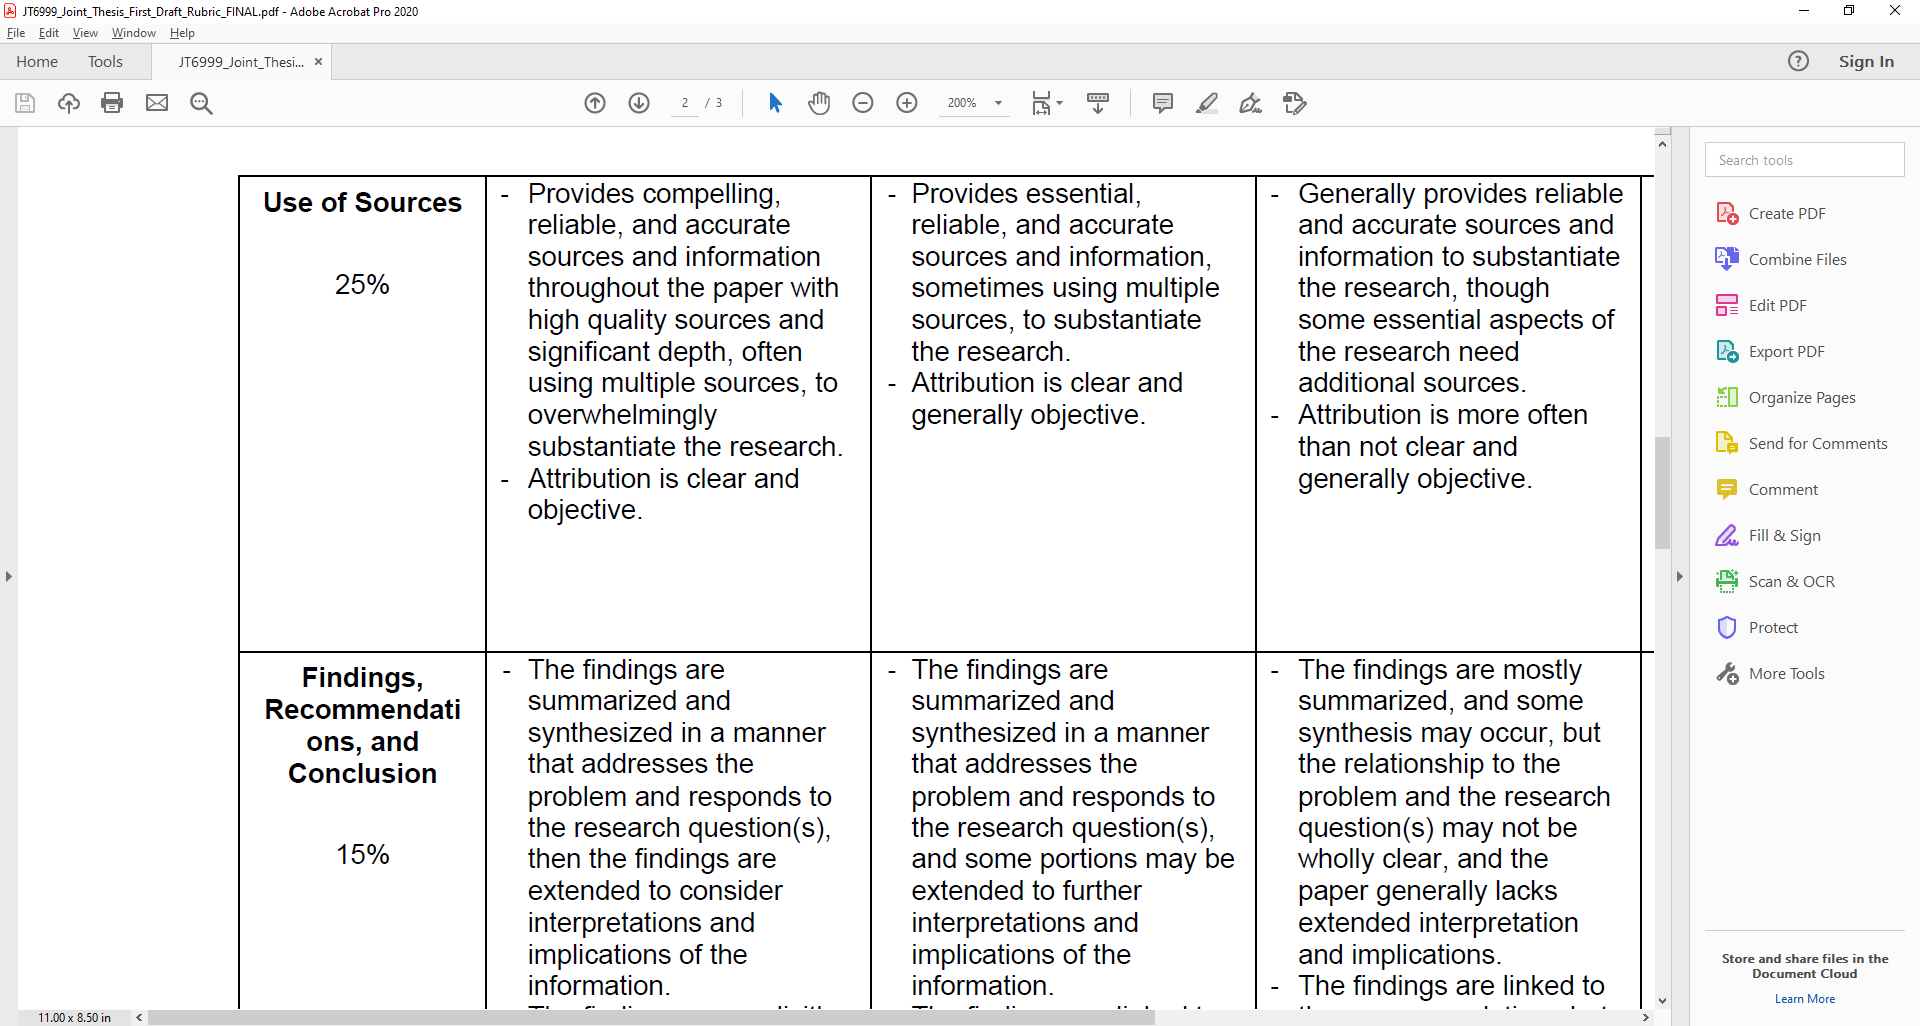 JT6999_Joint_Thesis_First_Draft_Rubric_FINAL.pdf - Adobe Acrobat Pro 2020
File Edit View Window Help
Home Tools JT6999_Joint_Thesi... × Sign In
2 / 3 200%
Use of Sources
25%
- Provides compelling,
reliable, and accurate
sources and information
throughout the paper with
high quality sources and
significant depth, often
using multiple sources, to
overwhelmingly
substantiate the research.
- Attribution is clear and
objective.
- Provides essential,
reliable, and accurate
sources and information,
sometimes using multiple
sources, to substantiate
the research.
- Attribution is clear and
generally objective.
- Generally provides reliable
and accurate sources and
information to substantiate
the research, though
some essential aspects of
the research need
additional sources.
- Attribution is more often
than not clear and
generally objective.
Findings,
Recommendati
ons, and
Conclusion
15%
- The findings are
summarized and
synthesized in a manner
that addresses the
problem and responds to
the research question(s),
then the findings are
extended to consider
interpretations and
implications of the
information.
- The findings are
summarized and
synthesized in a manner
that addresses the
problem and responds to
the research question(s),
and some portions may be
extended to further
interpretations and
implications of the
information.
- The findings are mostly
summarized, and some
synthesis may occur, but
the relationship to the
problem and the research
question(s) may not be
wholly clear, and the
paper generally lacks
extended interpretation
and implications.
- The findings are linked to
Search tools
Create PDF
Combine Files
Edit PDF
Export PDF
Organize Pages
Send for Comments
Comment
Fill & Sign
Scan & OCR
Protect
More Tools
Store and share files in the
Document Cloud
Learn More
11.00 x 8.50 in